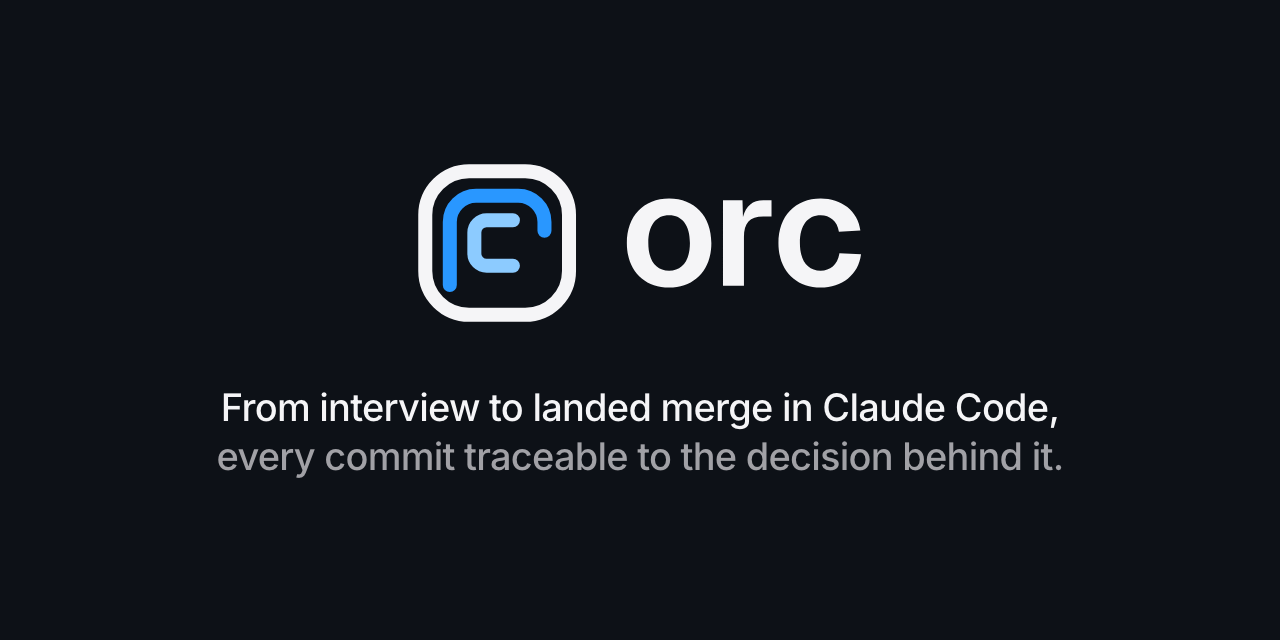 orc
From interview to landed merge in Claude Code,
every commit traceable to the decision behind it.